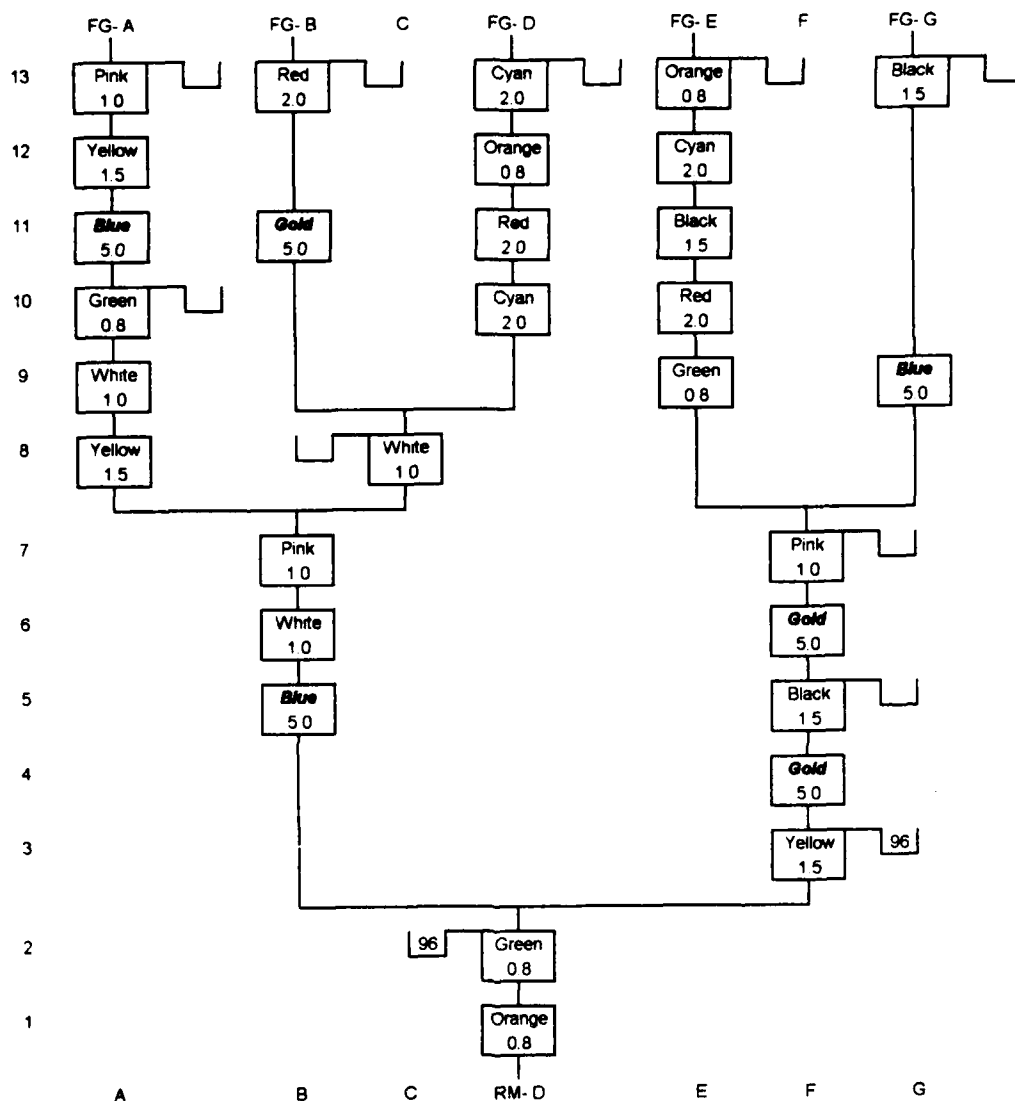 FG- A FG- B C FG- D FG- E F FG- G
13 Pink Red Cyan Orange Black
1 0 2.0 2.0 0 8 1 5
12 Yellow Orange Cyan
1.5 0 8 2.0
11 Blue Gold Red Black
5 0 5 0 2 0 1 5
10 Green Cyan Red
0.8 2.0 2 0
9 White Green Blue
1 0 0 8 5 0
8 Yellow White
1.5 1 0
7 Pink Pink
1 0 1 0
6 White Gold
1 0 5.0
5 Blue Black
5 0 1 5
4 Gold
5.0
3 Yellow 96
1 5
2 96 Green
0.8
1 Orange
0.8
A B C RM- D E F G